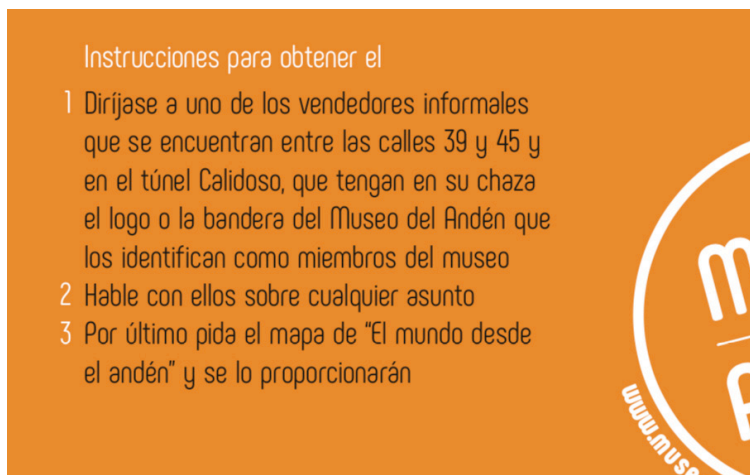 Instrucciones para obtener el
1 Diríjase a uno de los vendedores informales
que se encuentran entre las calles 39 y 45 y
en el túnel Calidoso, que tengan en su chaza
el logo o la bandera del Museo del Andén que
los identifican como miembros del museo
2 Hable con ellos sobre cualquier asunto
3 Por último pida el mapa de “El mundo desde
el andén” y se lo proporcionarán